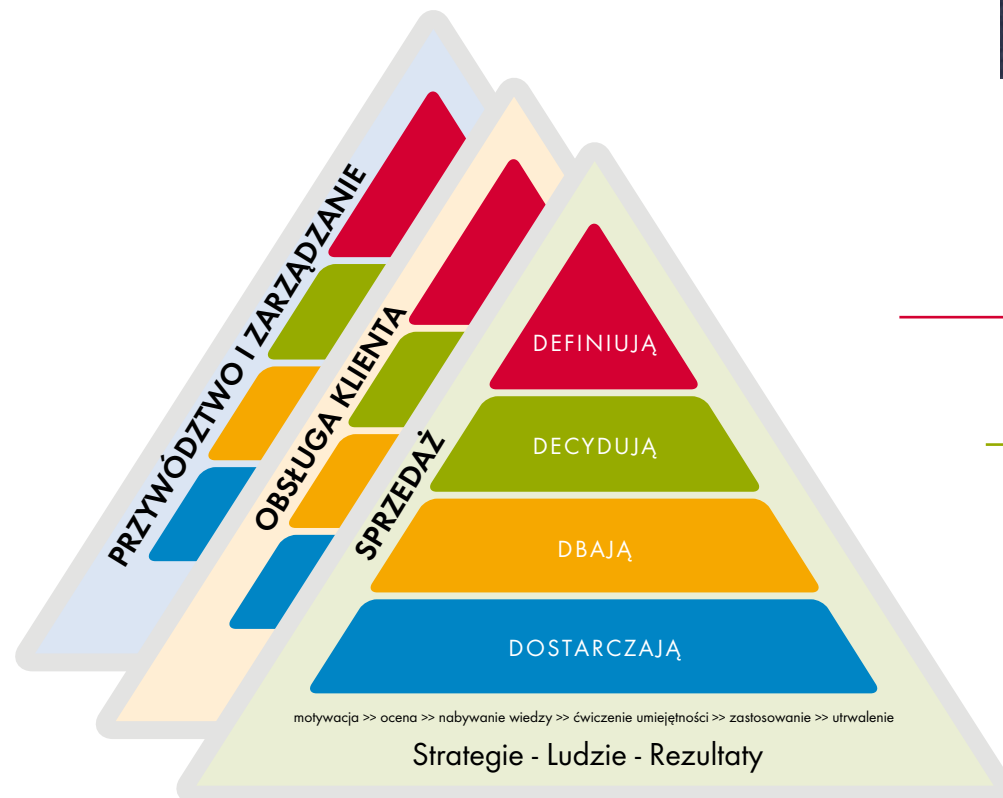 PRZYWÓDZTWO I ZARZĄDZANIE
OBSŁUGA KLIENTA
SPRZEDAŻ
DEFINIUJĄ
DECYDUJĄ
DBAJĄ
DOSTARCZAJĄ
motywacja >> ocena >> nabywanie wiedzy >> ćwiczenie umiejętności >> zastosowanie >> utrwalenie
Strategie - Ludzie - Rezultaty